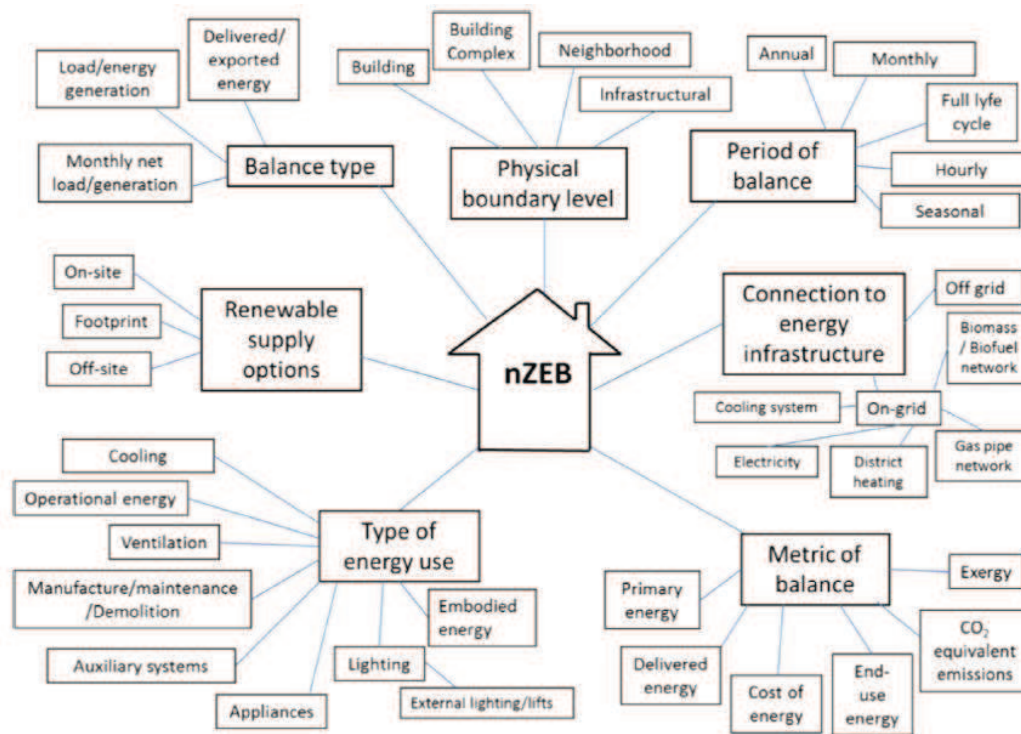 Delivered/
exported
energy
Load/energy
generation
Monthly net
load/generation
Balance type
Building
Building
Complex
Neighborhood
Infrastructural
Physical
boundary level
Annual
Monthly
Full lyfe
cycle
Hourly
Seasonal
Period of
balance
On-site
Footprint
Off-site
Renewable
supply
options
nZEB
Connection to
energy
infrastructure
Off grid
Biomass
/ Biofuel
network
Cooling system
On-grid
Electricity
District
heating
Gas pipe
network
Cooling
Operational energy
Ventilation
Manufacture/maintenance
/Demolition
Auxiliary systems
Appliances
Type of
energy use
Embodied
energy
Lighting
External lighting/lifts
Metric of
balance
Primary
energy
Delivered
energy
Cost of
energy
End-
use
energy
CO₂
equivalent
emissions
Exergy